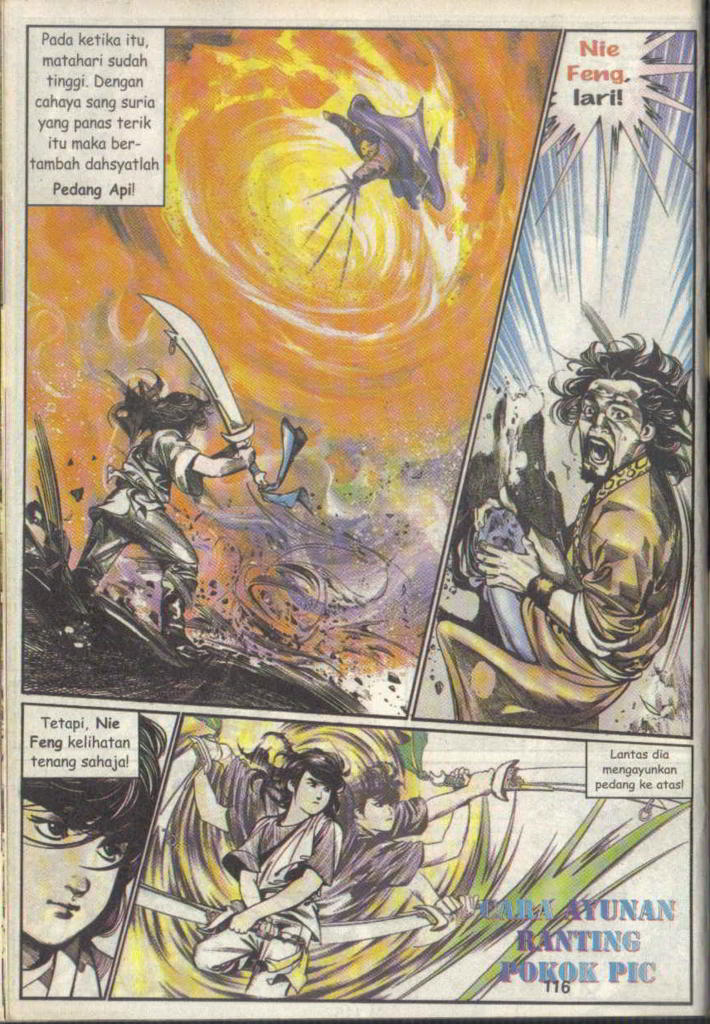 Pada ketika itu,
matahari sudah
tinggi. Dengan
cahaya sang suria
yang panas terik
itu maka ber-
tambah dahsyatlah
Pedang Api!
Nie
Feng,
lari!
Tetapi, Nie
Feng kelihatan
tenang sahaja!
Lantas dia
mengayunkan
pedang ke atas!
CARA AYUNAN
RANTING
POKOK PIC
116